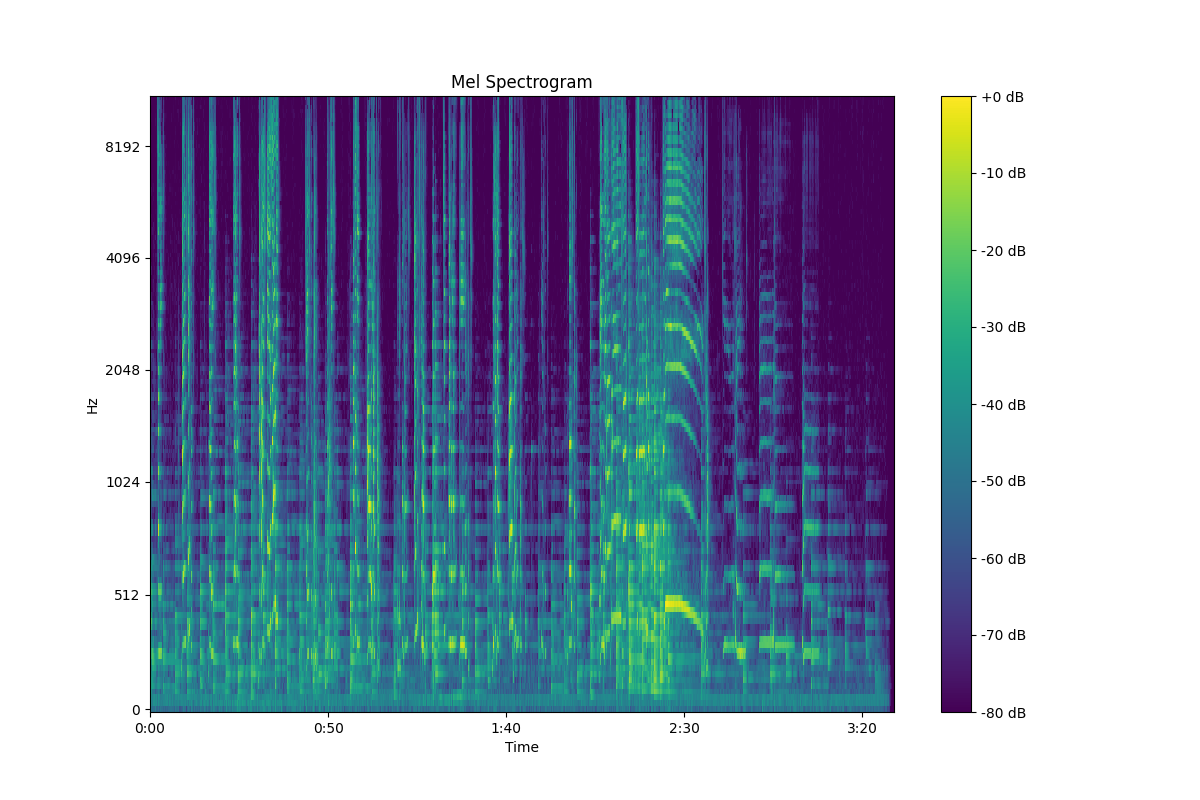 Mel Spectrogram
+0 dB
8192
-10 dB
-20 dB
4096
-30 dB
2048
-40 dB
Hz
1024
-50 dB
-60 dB
512
-70 dB
0
-80 dB
0:00 0:50 1:40 2:30 3:20
Time